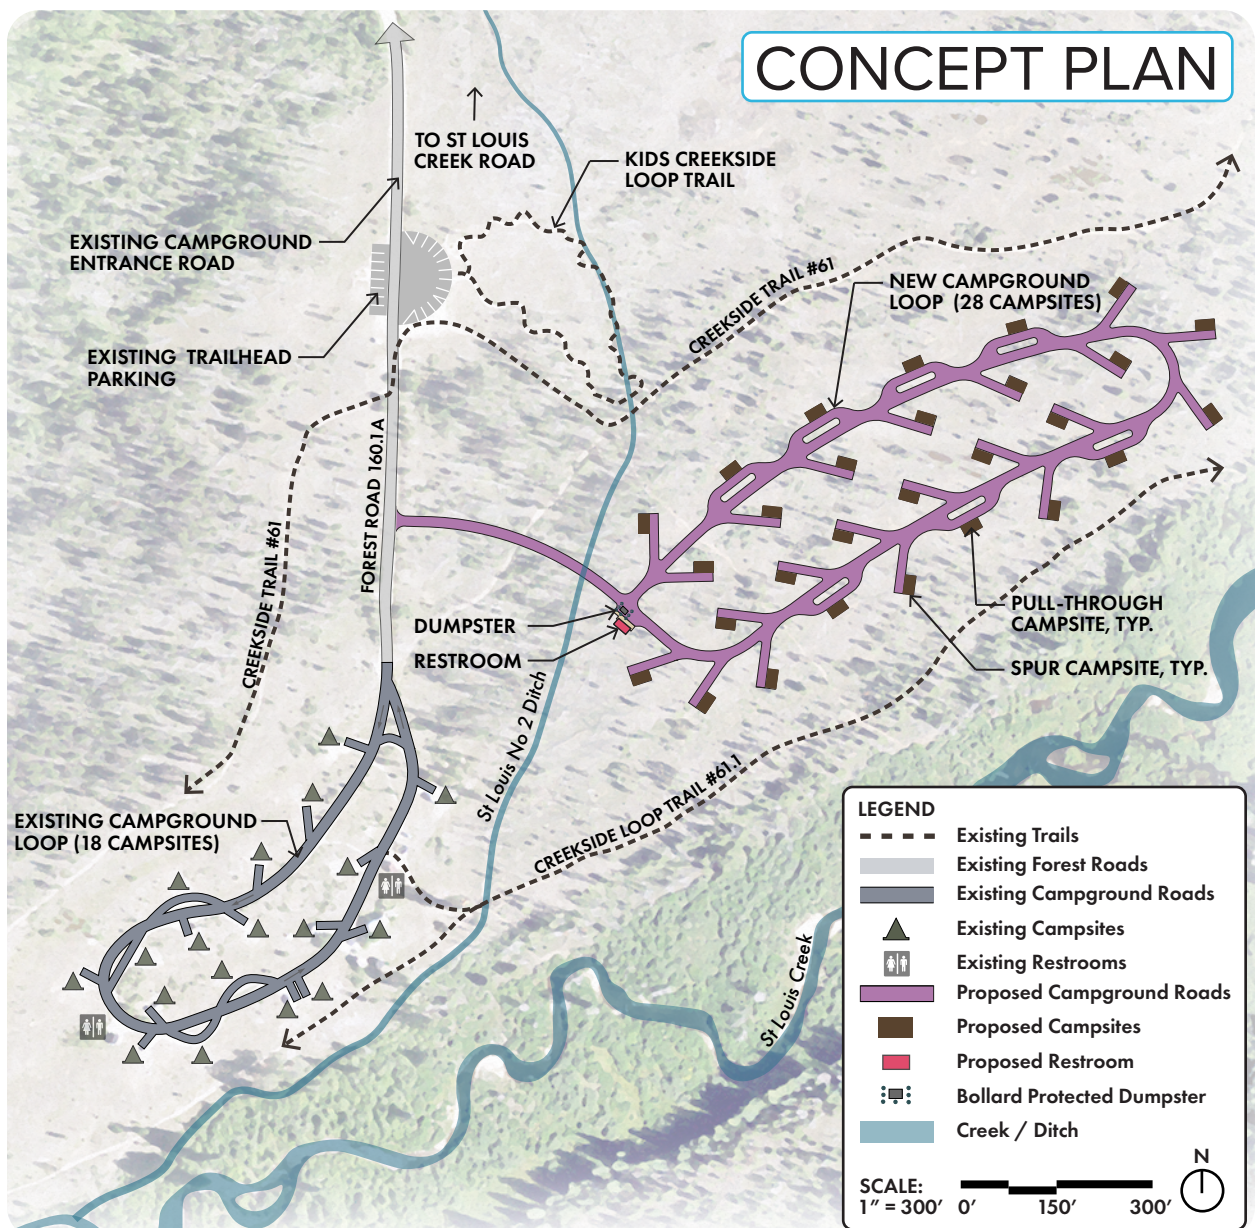 CONCEPT PLAN
TO ST LOUIS
CREEK ROAD
KIDS CREEKSIDE
LOOP TRAIL
EXISTING CAMPGROUND
ENTRANCE ROAD
CREEKSIDE TRAIL #61
NEW CAMPGROUND
LOOP (28 CAMPSITES)
EXISTING TRAILHEAD
PARKING
FOREST ROAD 160.1A
CREEKSIDE TRAIL #61
DUMPSTER
RESTROOM
PULL-THROUGH
CAMPSITE, TYP.
SPUR CAMPSITE, TYP.
St Louis No 2 Ditch
CREEKSIDE LOOP TRAIL #61.1
EXISTING CAMPGROUND
LOOP (18 CAMPSITES)
St Louis Creek
LEGEND
Existing Trails
Existing Forest Roads
Existing Campground Roads
Existing Campsites
Existing Restrooms
Proposed Campground Roads
Proposed Campsites
Proposed Restroom
Bollard Protected Dumpster
Creek / Ditch
N
SCALE:
1" = 300' 0' 150' 300'